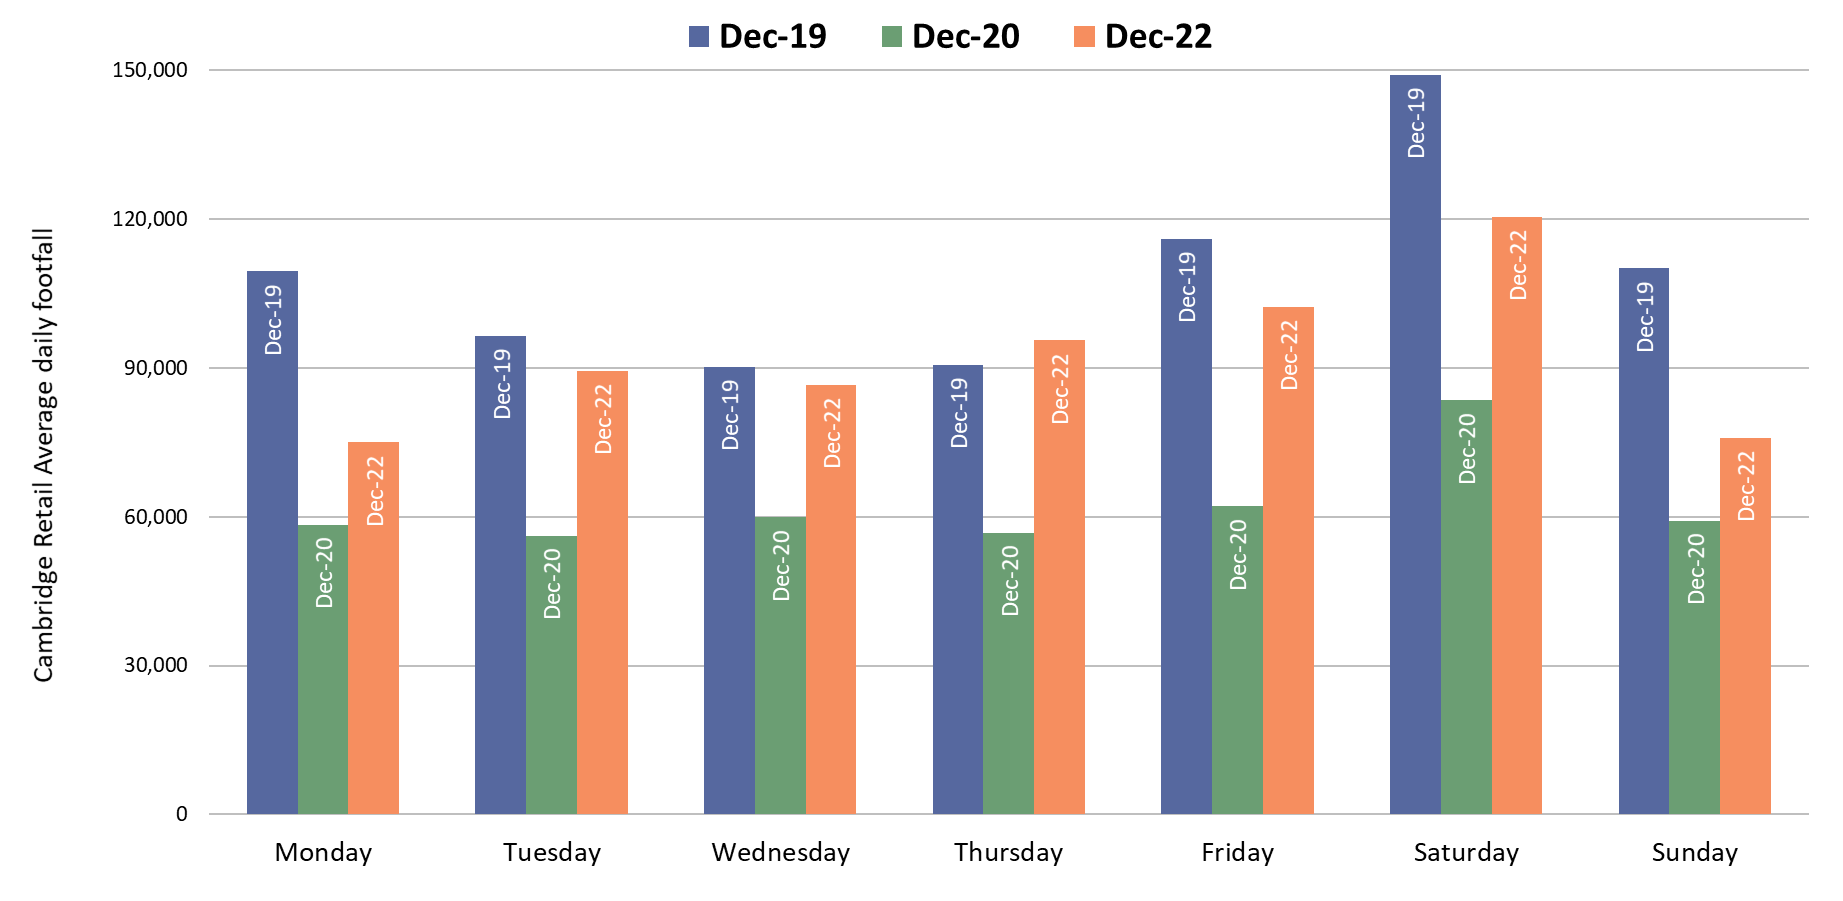 Dec-19 Dec-20 Dec-22
150,000
120,000
90,000
60,000
30,000
0
Cambridge Retail Average daily footfall
Dec-19
Dec-20
Dec-22
Dec-19
Dec-20
Dec-22
Dec-19
Dec-20
Dec-22
Dec-19
Dec-20
Dec-22
Dec-19
Dec-20
Dec-22
Dec-19
Dec-20
Dec-22
Dec-19
Dec-20
Dec-22
Monday Tuesday Wednesday Thursday Friday Saturday Sunday